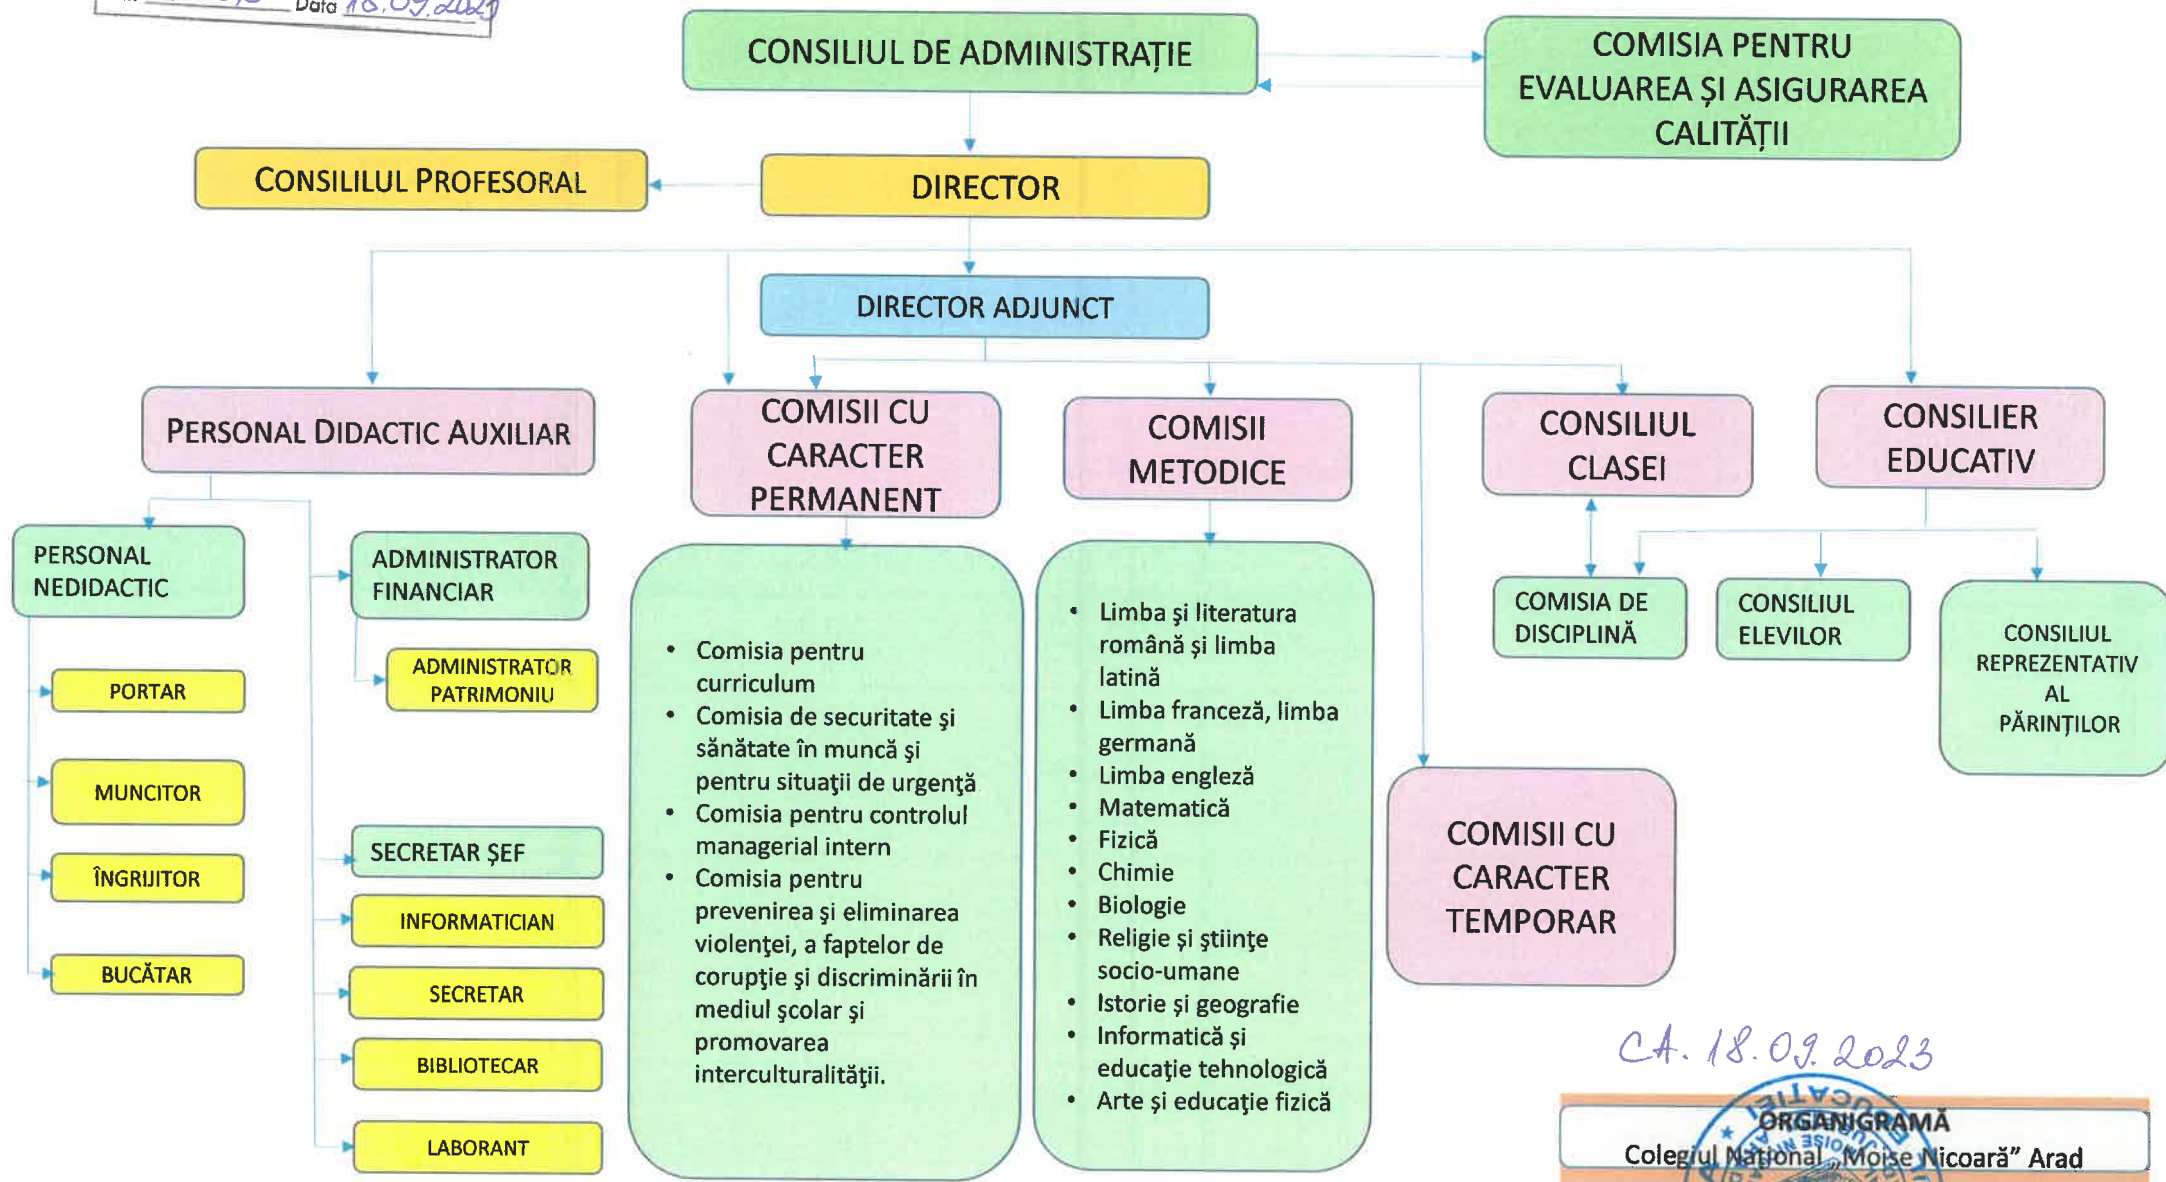 Data 18.09.2023
CONSILIUL DE ADMINISTRAȚIE
COMISIA PENTRU
EVALUAREA ȘI ASIGURAREA
CALITĂȚII
CONSILILUL PROFESORAL
DIRECTOR
DIRECTOR ADJUNCT
PERSONAL DIDACTIC AUXILIAR
COMISII CU
CARACTER
PERMANENT
COMISII
METODICE
CONSILIUL
CLASEI
CONSILIER
EDUCATIV
PERSONAL
NEDIDACTIC
ADMINISTRATOR
FINANCIAR
ADMINISTRATOR
PATRIMONIU
PORTAR
MUNCITOR
ÎNGRIJITOR
BUCĂTAR
SECRETAR ŞEF
INFORMATICIAN
SECRETAR
BIBLIOTECAR
LABORANT
• Comisia pentru
curriculum
• Comisia de securitate şi
sănătate în muncă şi
pentru situaţii de urgenţă
• Comisia pentru controlul
managerial intern
• Comisia pentru
prevenirea şi eliminarea
violenţei, a faptelor de
corupţie şi discriminării în
mediul şcolar şi
promovarea
interculturalităţii.
• Limba şi literatura
română şi limba
latină
• Limba franceză, limba
germană
• Limba engleză
• Matematică
• Fizică
• Chimie
• Biologie
• Religie şi ştiinţe
socio-umane
• Istorie şi geografie
• Informatică şi
educaţie tehnologică
• Arte şi educaţie fizică
COMISIA DE
DISCIPLINĂ
CONSILIUL
ELEVILOR
CONSILIUL
REPREZENTATIV
AL
PĂRINȚILOR
COMISII CU
CARACTER
TEMPORAR
CA. 18.09.2023
ORGANIGRAMĂ
Colegiul Național „Moise Nicoară” Arad